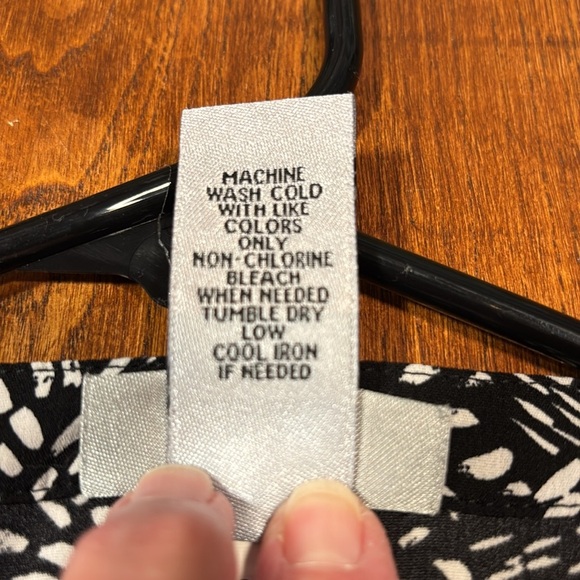 MACHINE
WASH COLD
WITH LIKE
COLORS
ONLY
NON-CHLORINE
BLEACH
WHEN NEEDED
TUMBLE DRY
LOW
COOL IRON
IF NEEDED